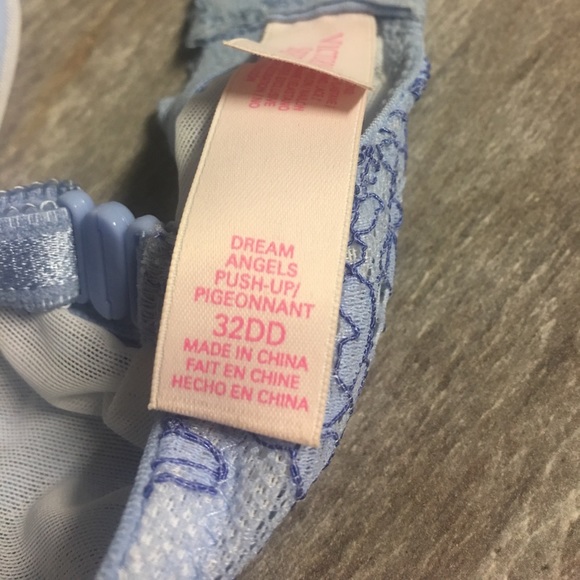 DREAM
ANGELS
PUSH-UP/
PIGEONNANT
32DD
MADE IN CHINA
FAIT EN CHINE
HECHO EN CHINA